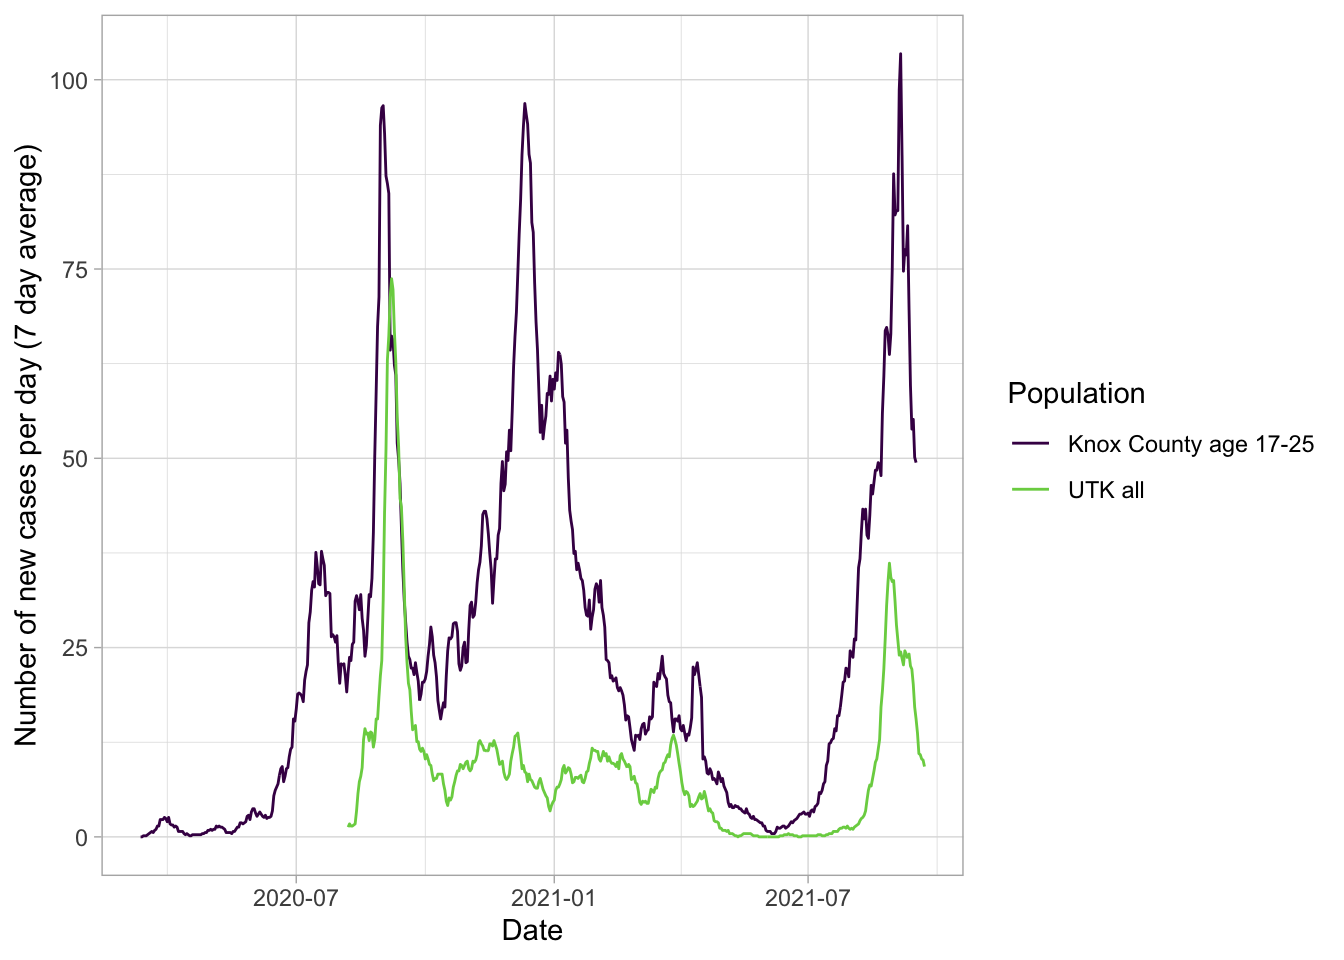 Number of new cases per day (7 day average)
100
75
50
25
0
2020-07
2021-01
2021-07
Date
Population
Knox County age 17-25
UTK all